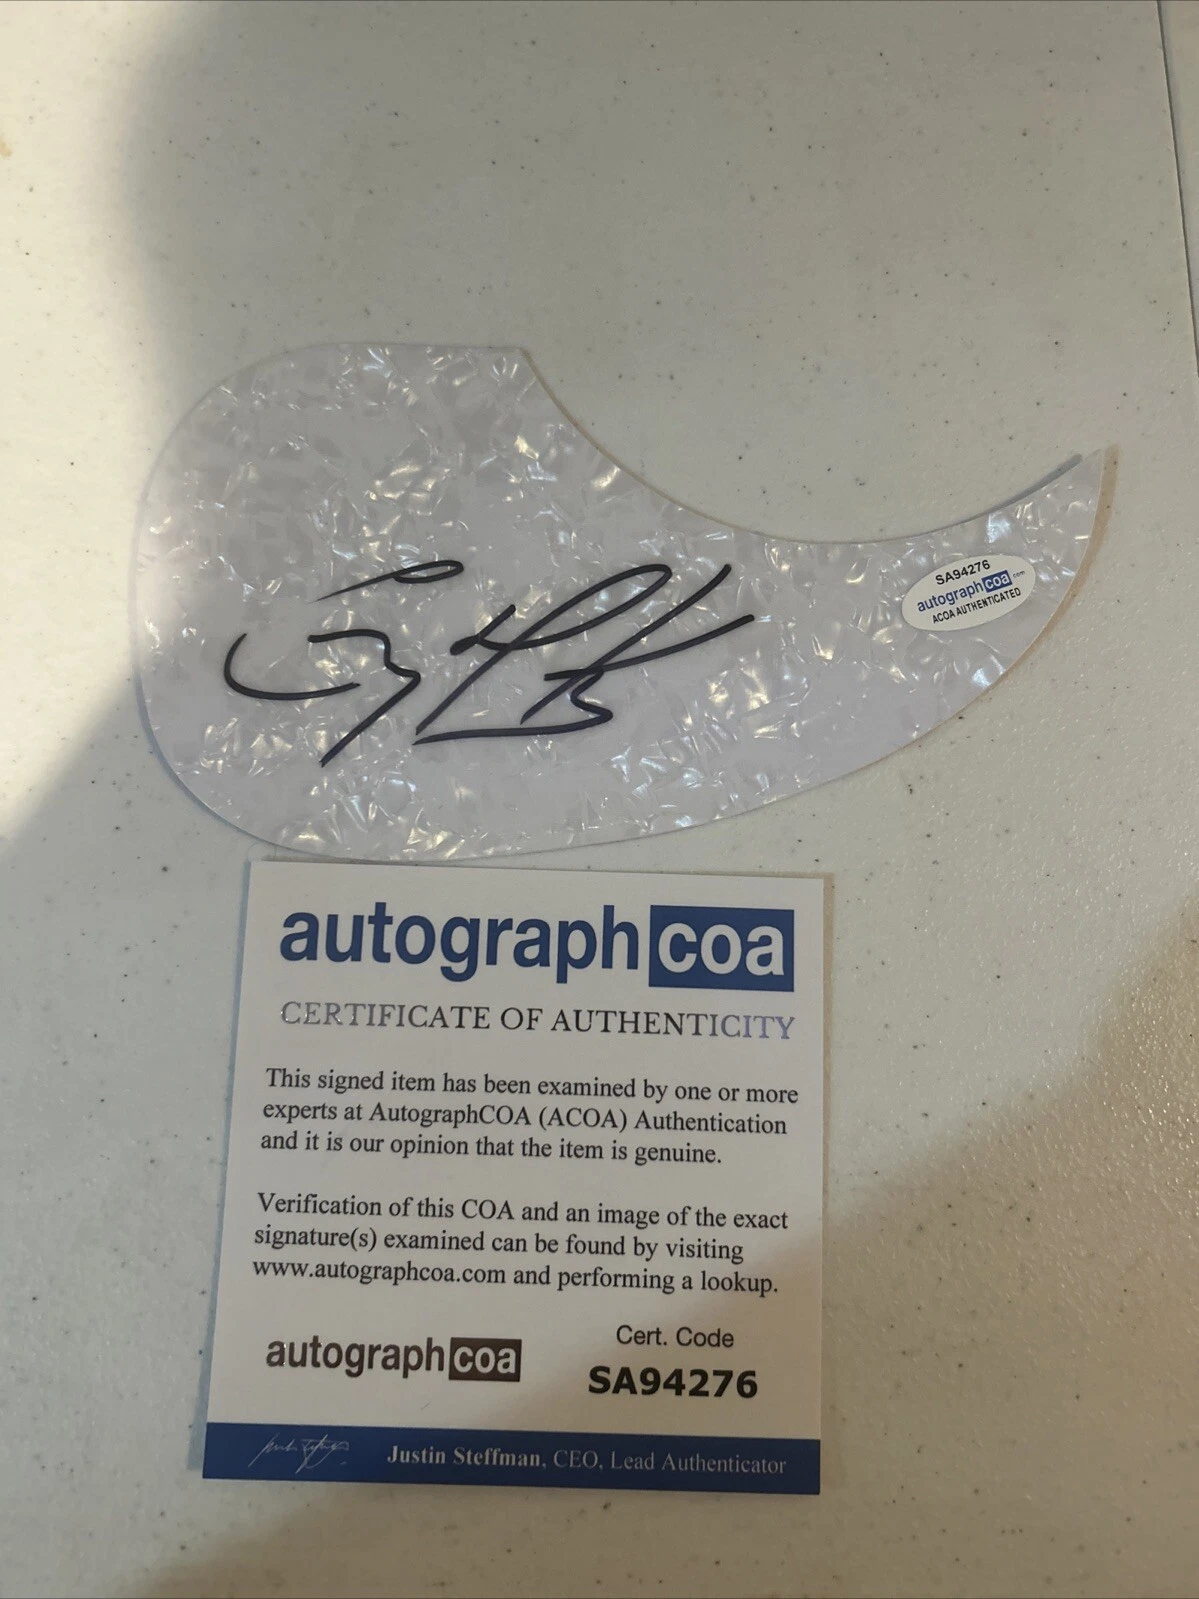 SA94276
autographcoa.com
ACOA AUTHENTICATED
autographcoa
CERTIFICATE OF AUTHENTICITY
This signed item has been examined by one or more
experts at AutographCOA (ACOA) Authentication
and it is our opinion that the item is genuine.
Verification of this COA and an image of the exact
signature(s) examined can be found by visiting
www.autographcoa.com and performing a lookup.
autographcoa
Cert. Code
SA94276
Justin Steffman, CEO, Lead Authenticator